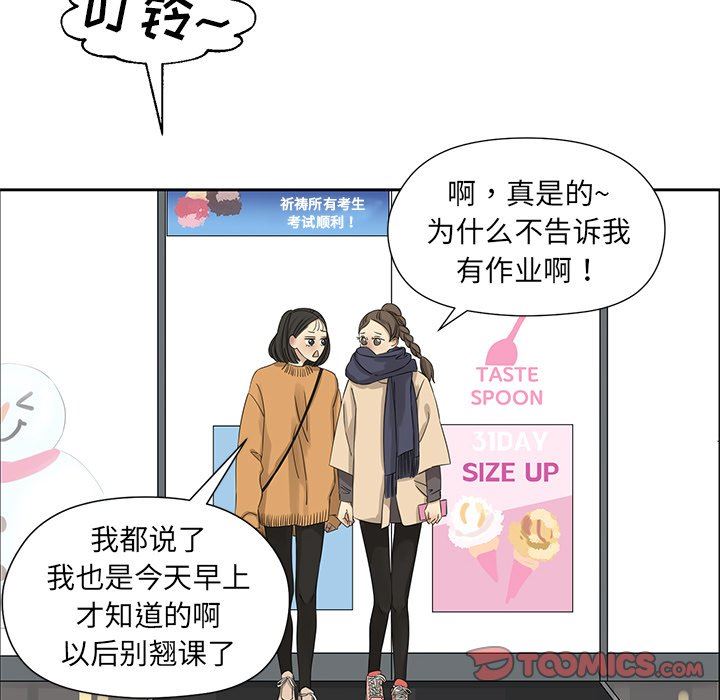 叮铃~
祈祷所有考生
考试顺利！
啊，真是的~
为什么不告诉我
有作业啊！
TASTE
SPOON
31DAY
SIZE UP
我都说了
我也是今天早上
才知道的啊
以后别翘课了
TOOMICS.COM